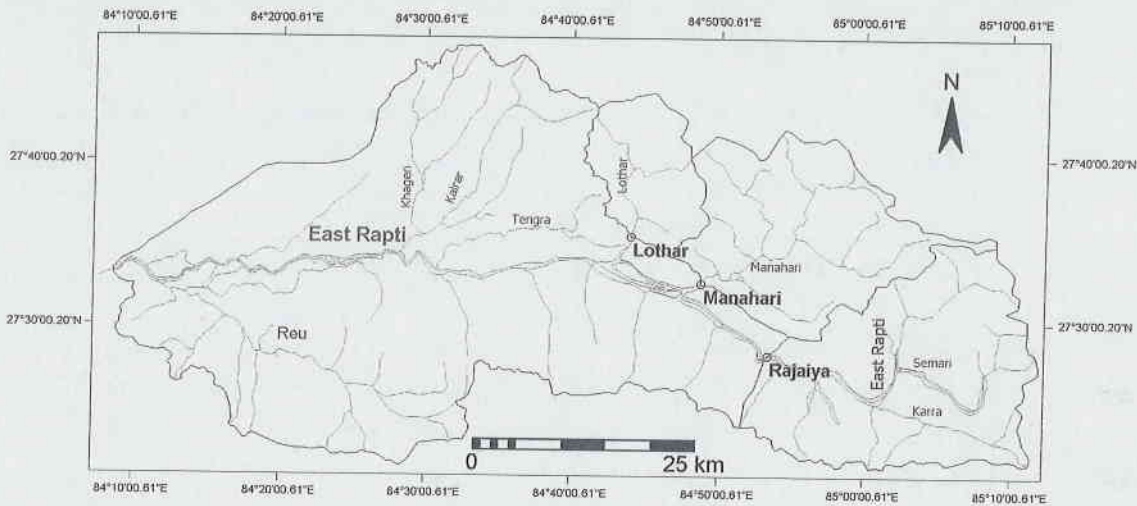 84°10'00.61"E 84°20'00.61"E 84°30'00.61"E 84°40'00.61"E 84°50'00.61"E 85°00'00.61"E 85°10'00.61"E
N
27°40'00.20"N 27°40'00.20"N
Khageri
Kairar
Lothar
Tengra
East Rapti
Lothar
Manahari
Manahari
27°30'00.20"N 27°30'00.20"N
Reu
East Rapti
Rajaiya
Semari
Karra
0 25 km
84°10'00.61"E 84°20'00.61"E 84°30'00.61"E 84°40'00.61"E 84°50'00.61"E 85°00'00.61"E 85°10'00.61"E